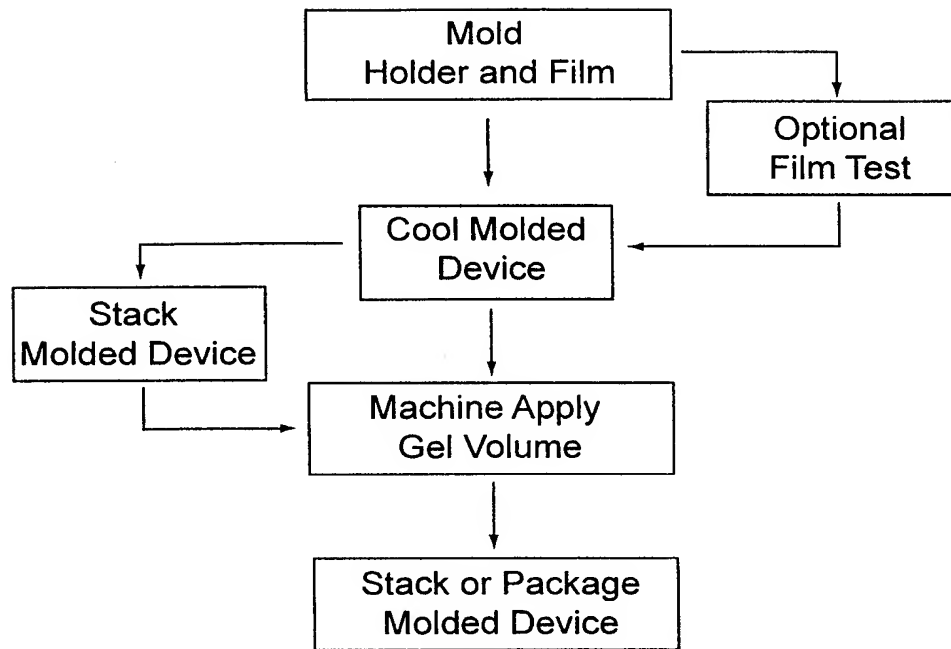 Mold
Holder and Film
Optional
Film Test
Cool Molded
Device
Stack
Molded Device
Machine Apply
Gel Volume
Stack or Package
Molded Device